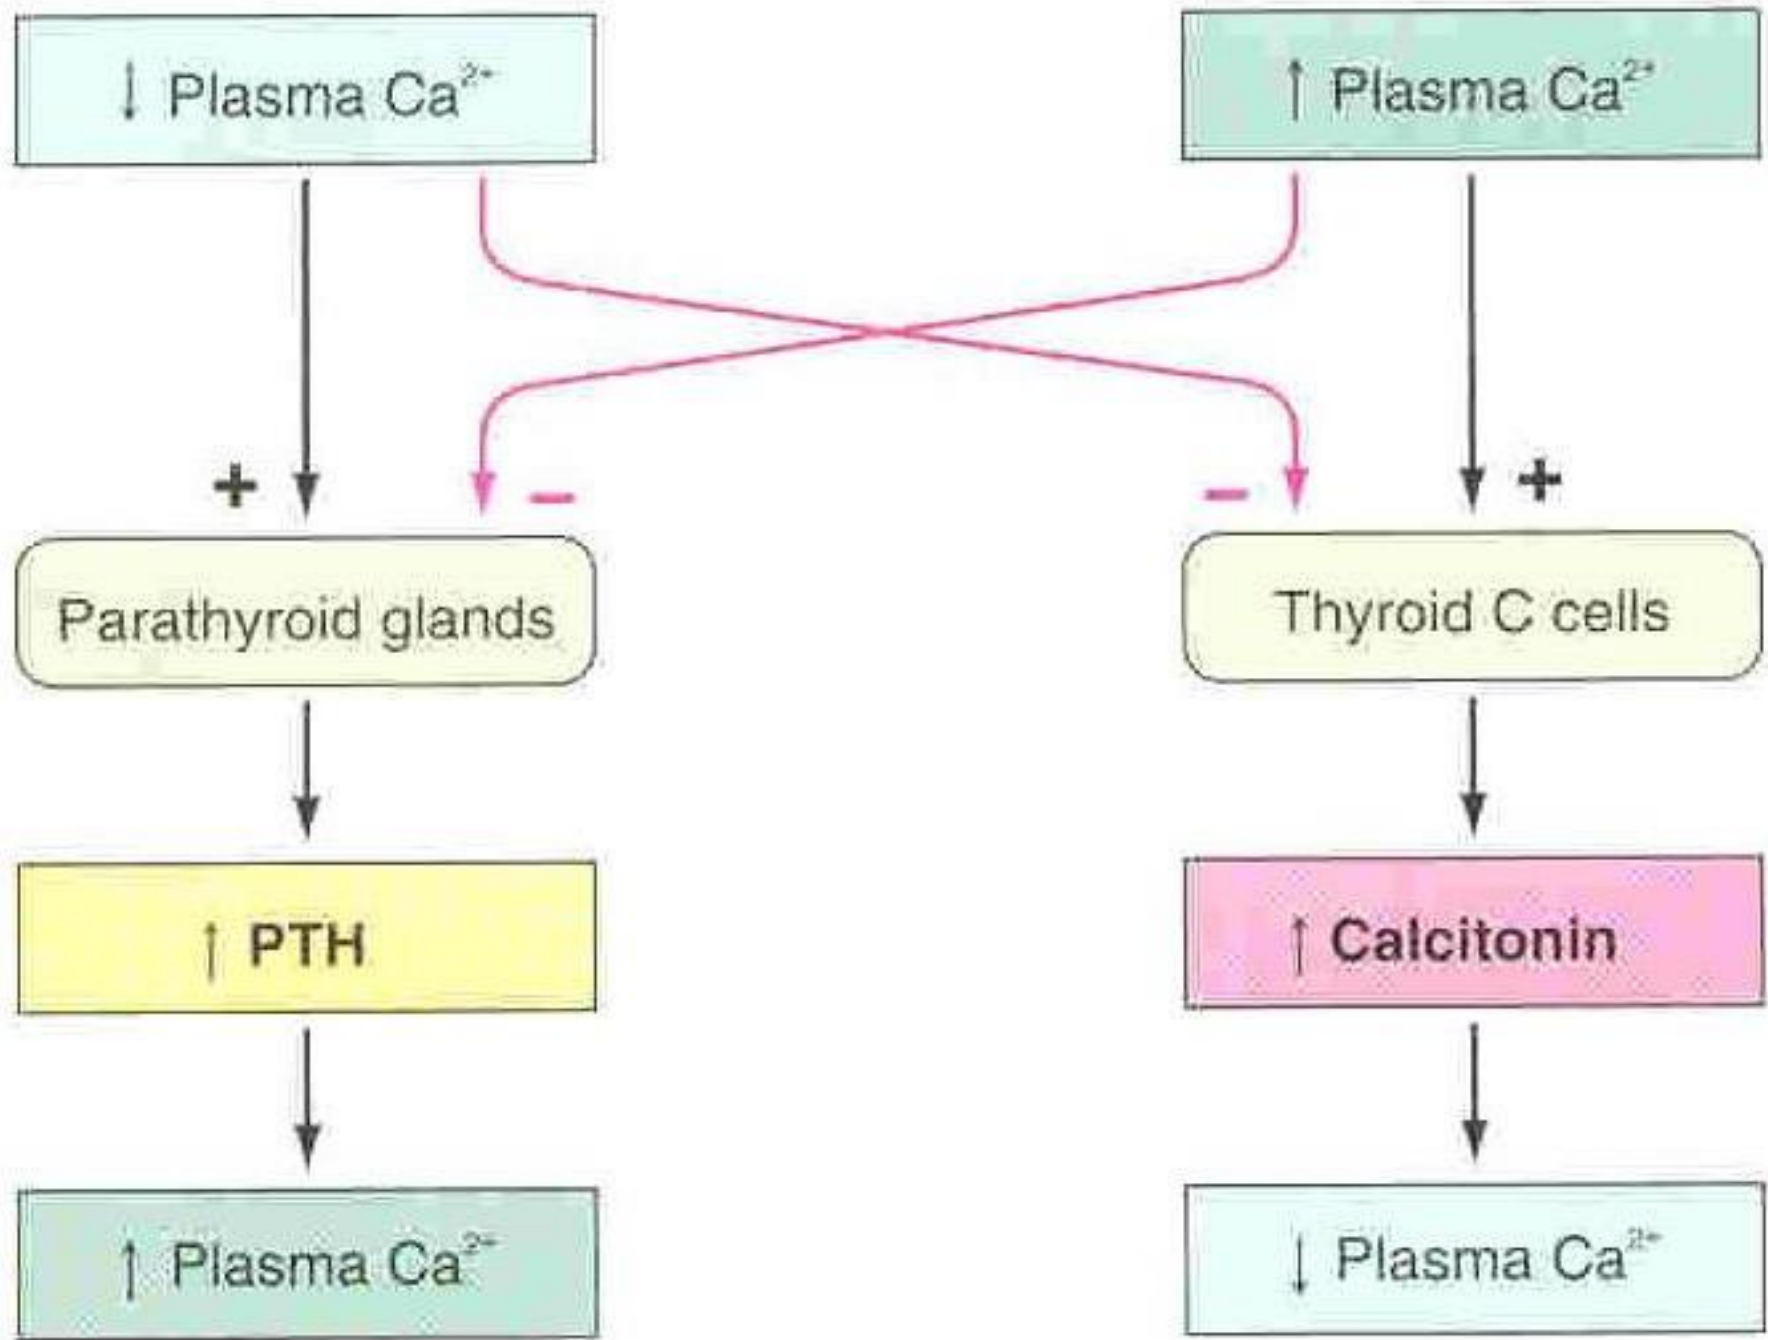 ↓ Plasma Ca²⁺
↑ Plasma Ca²⁺
+
−
−
+
Parathyroid glands
Thyroid C cells
↑ PTH
↑ Calcitonin
↑ Plasma Ca²⁺
↓ Plasma Ca²⁺